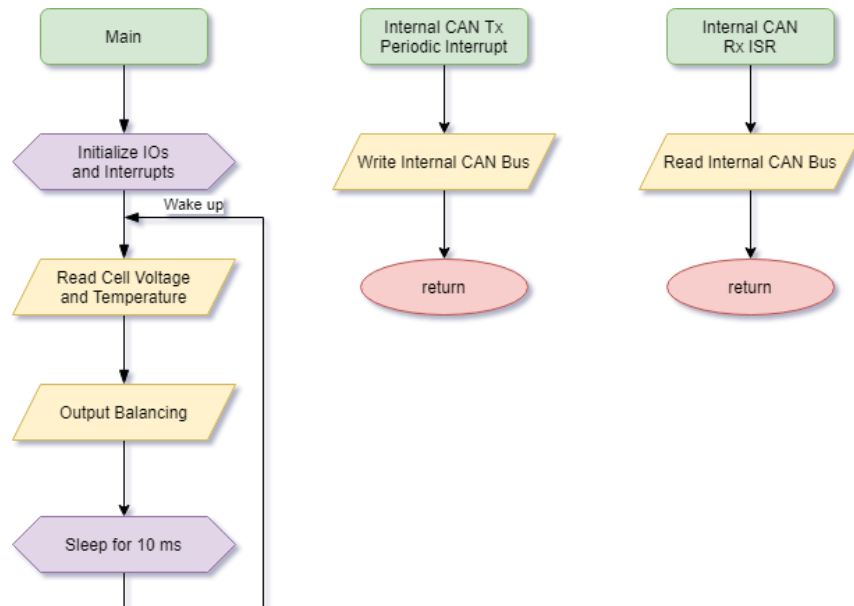 Main
Internal CAN Tx
Periodic Interrupt
Internal CAN
Rx ISR
Initialize IOs
and Interrupts
Write Internal CAN Bus
Read Internal CAN Bus
Wake up
Read Cell Voltage
and Temperature
return
return
Output Balancing
Sleep for 10 ms